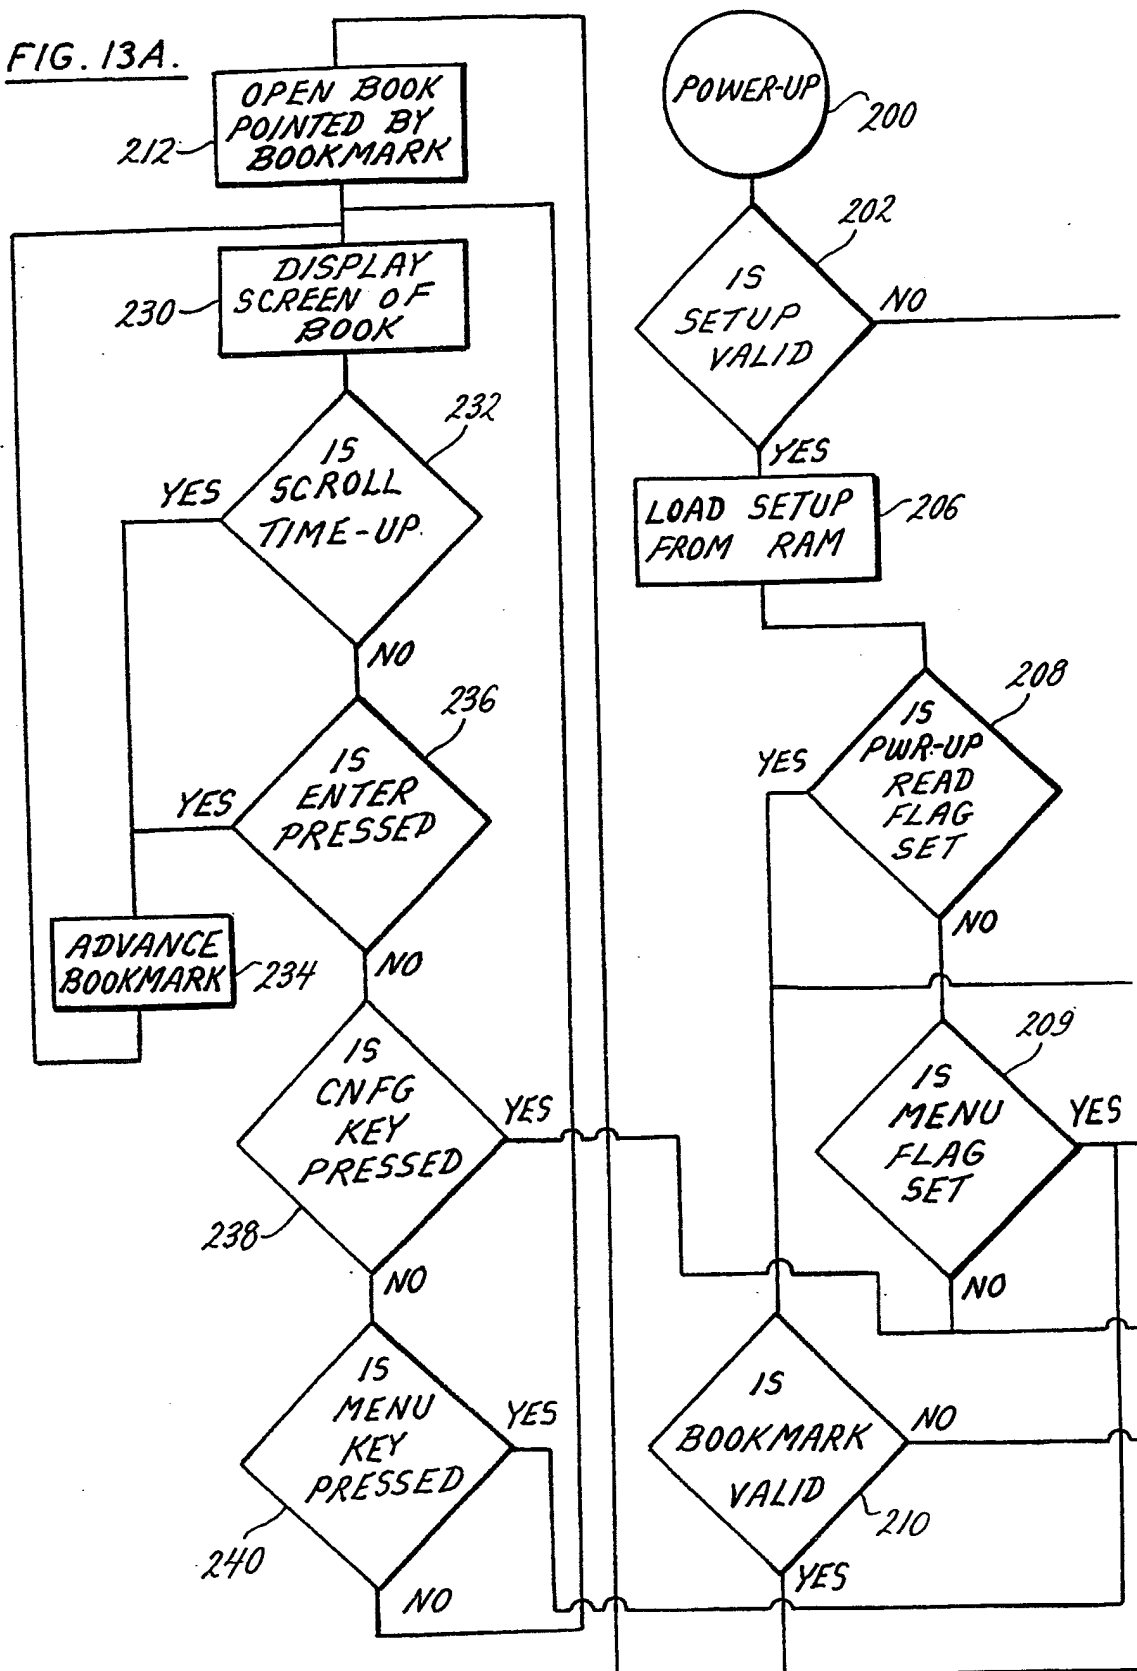 FIG. 13A.
OPEN BOOK
POINTED BY
BOOKMARK
212
DISPLAY
SCREEN OF
BOOK
230
IS
SCROLL
TIME-UP.
232
YES
NO
IS
ENTER
PRESSED
236
YES
NO
ADVANCE
BOOKMARK
234
IS
CNFG
KEY
PRESSED
238
YES
NO
IS
MENU
KEY
PRESSED
240
YES
NO
POWER-UP
200
IS
SETUP
VALID
202
NO
YES
LOAD SETUP
FROM RAM
206
IS
PWR-UP
READ
FLAG
SET
208
YES
NO
IS
MENU
FLAG
SET
209
YES
NO
IS
BOOKMARK
VALID
210
NO
YES